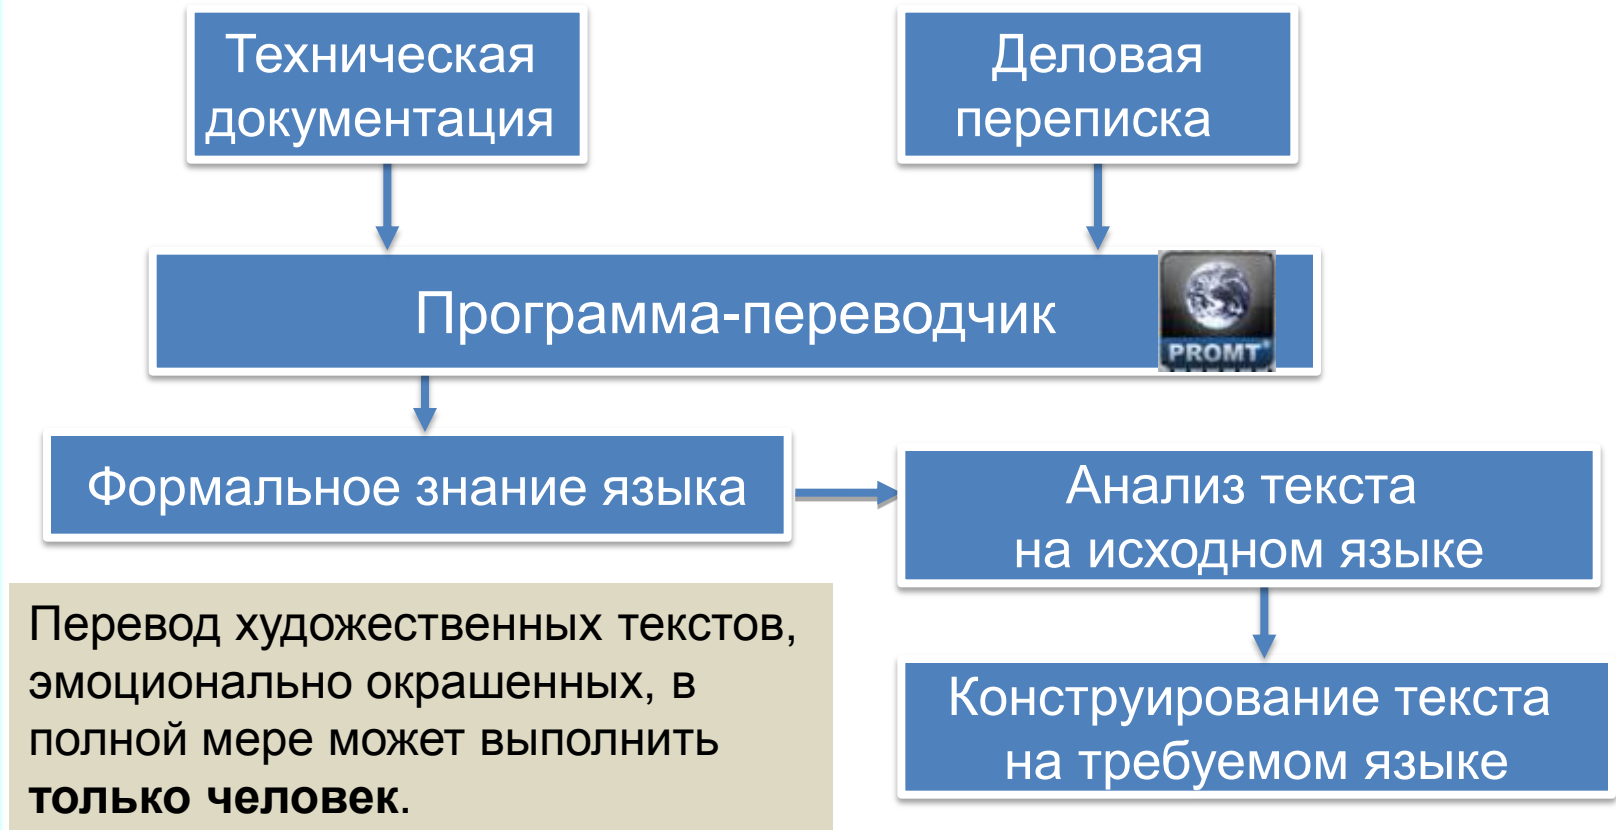 Техническая
документация
Деловая
переписка
Программа-переводчик
PROMT
Формальное знание языка
Анализ текста
на исходном языке
Перевод художественных текстов,
эмоционально окрашенных, в
полной мере может выполнить
только человек.
Конструирование текста
на требуемом языке